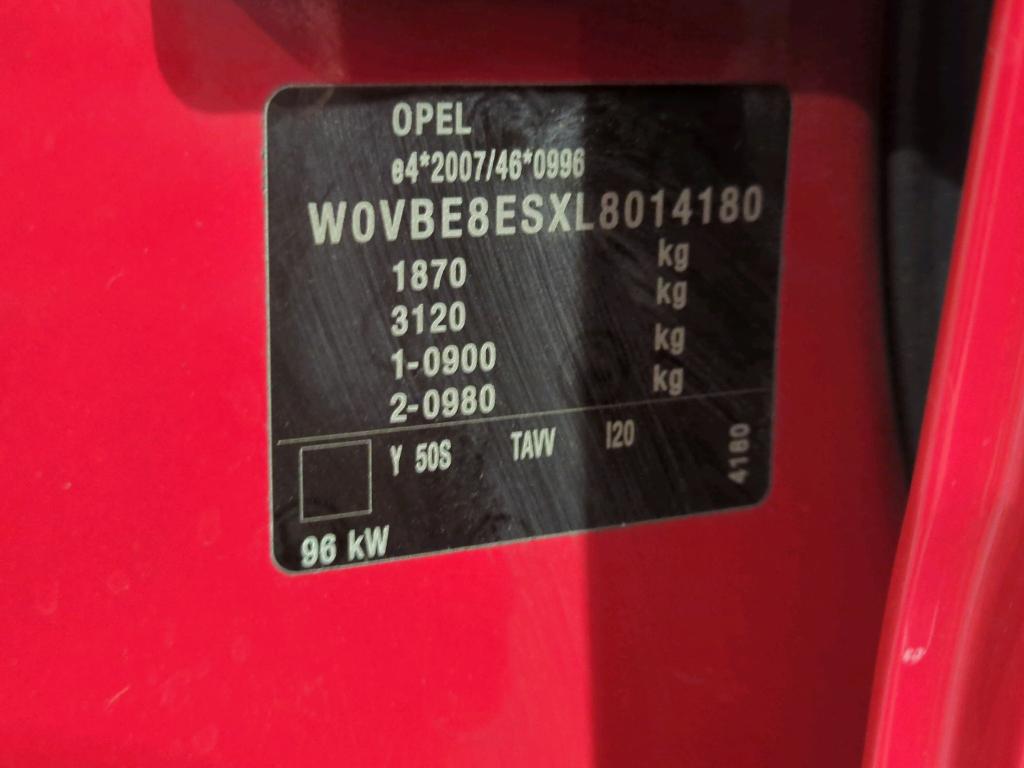 OPEL
e4*2007/46*0996
W0VBE8ESXL8014180
1870 kg
3120 kg
1-0900 kg
2-0980 kg
Y 50S TAVV I20
4180
96 kW